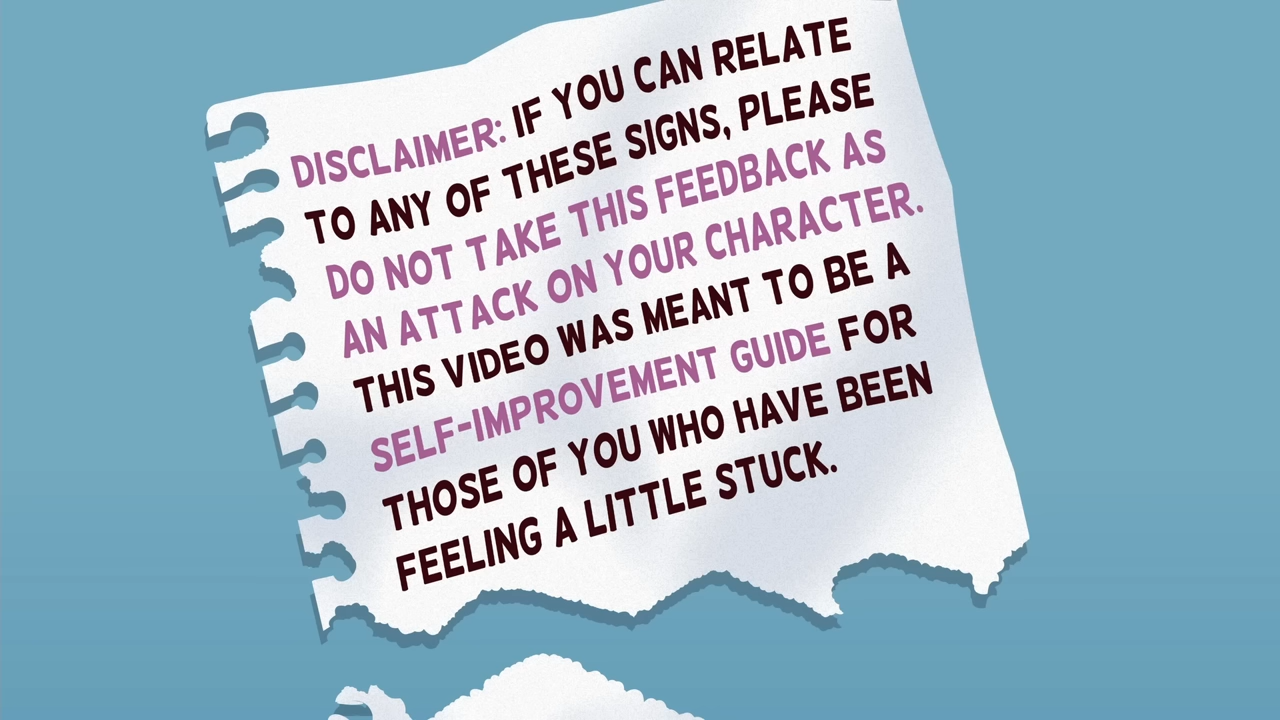 DISCLAIMER: IF YOU CAN RELATE
TO ANY OF THESE SIGNS, PLEASE
DO NOT TAKE THIS FEEDBACK AS
AN ATTACK ON YOUR CHARACTER.
THIS VIDEO WAS MEANT TO BE A
SELF-IMPROVEMENT GUIDE FOR
THOSE OF YOU WHO HAVE BEEN
FEELING A LITTLE STUCK.